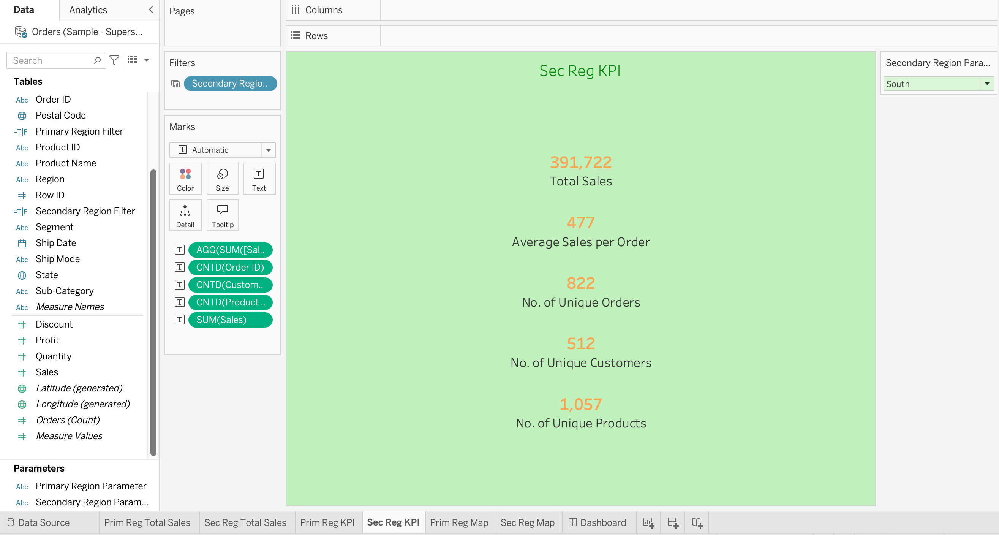 Data
Analytics
Orders (Sample - Supers...
Search
Tables
Abc Order ID
Postal Code
=T|F Primary Region Filter
Abc Product ID
Abc Product Name
Abc Region
# Row ID
=T|F Secondary Region Filter
Abc Segment
Ship Date
Abc Ship Mode
State
Abc Sub-Category
Abc Measure Names
# Discount
# Profit
# Quantity
# Sales
Latitude (generated)
Longitude (generated)
# Orders (Count)
# Measure Values
Parameters
Abc Primary Region Parameter
Abc Secondary Region Param...
Pages
Filters
Secondary Regio..
Marks
T Automatic
Color
Size
T Text
Detail
Tooltip
T AGG(SUM([Sal..
T CNTD(Order ID)
T CNTD(Custom..
T CNTD(Product ..
T SUM(Sales)
Columns
Rows
Sec Reg KPI
391,722
Total Sales
477
Average Sales per Order
822
No. of Unique Orders
512
No. of Unique Customers
1,057
No. of Unique Products
Secondary Region Para...
South
Data Source
Prim Reg Total Sales
Sec Reg Total Sales
Prim Reg KPI
Sec Reg KPI
Prim Reg Map
Sec Reg Map
Dashboard